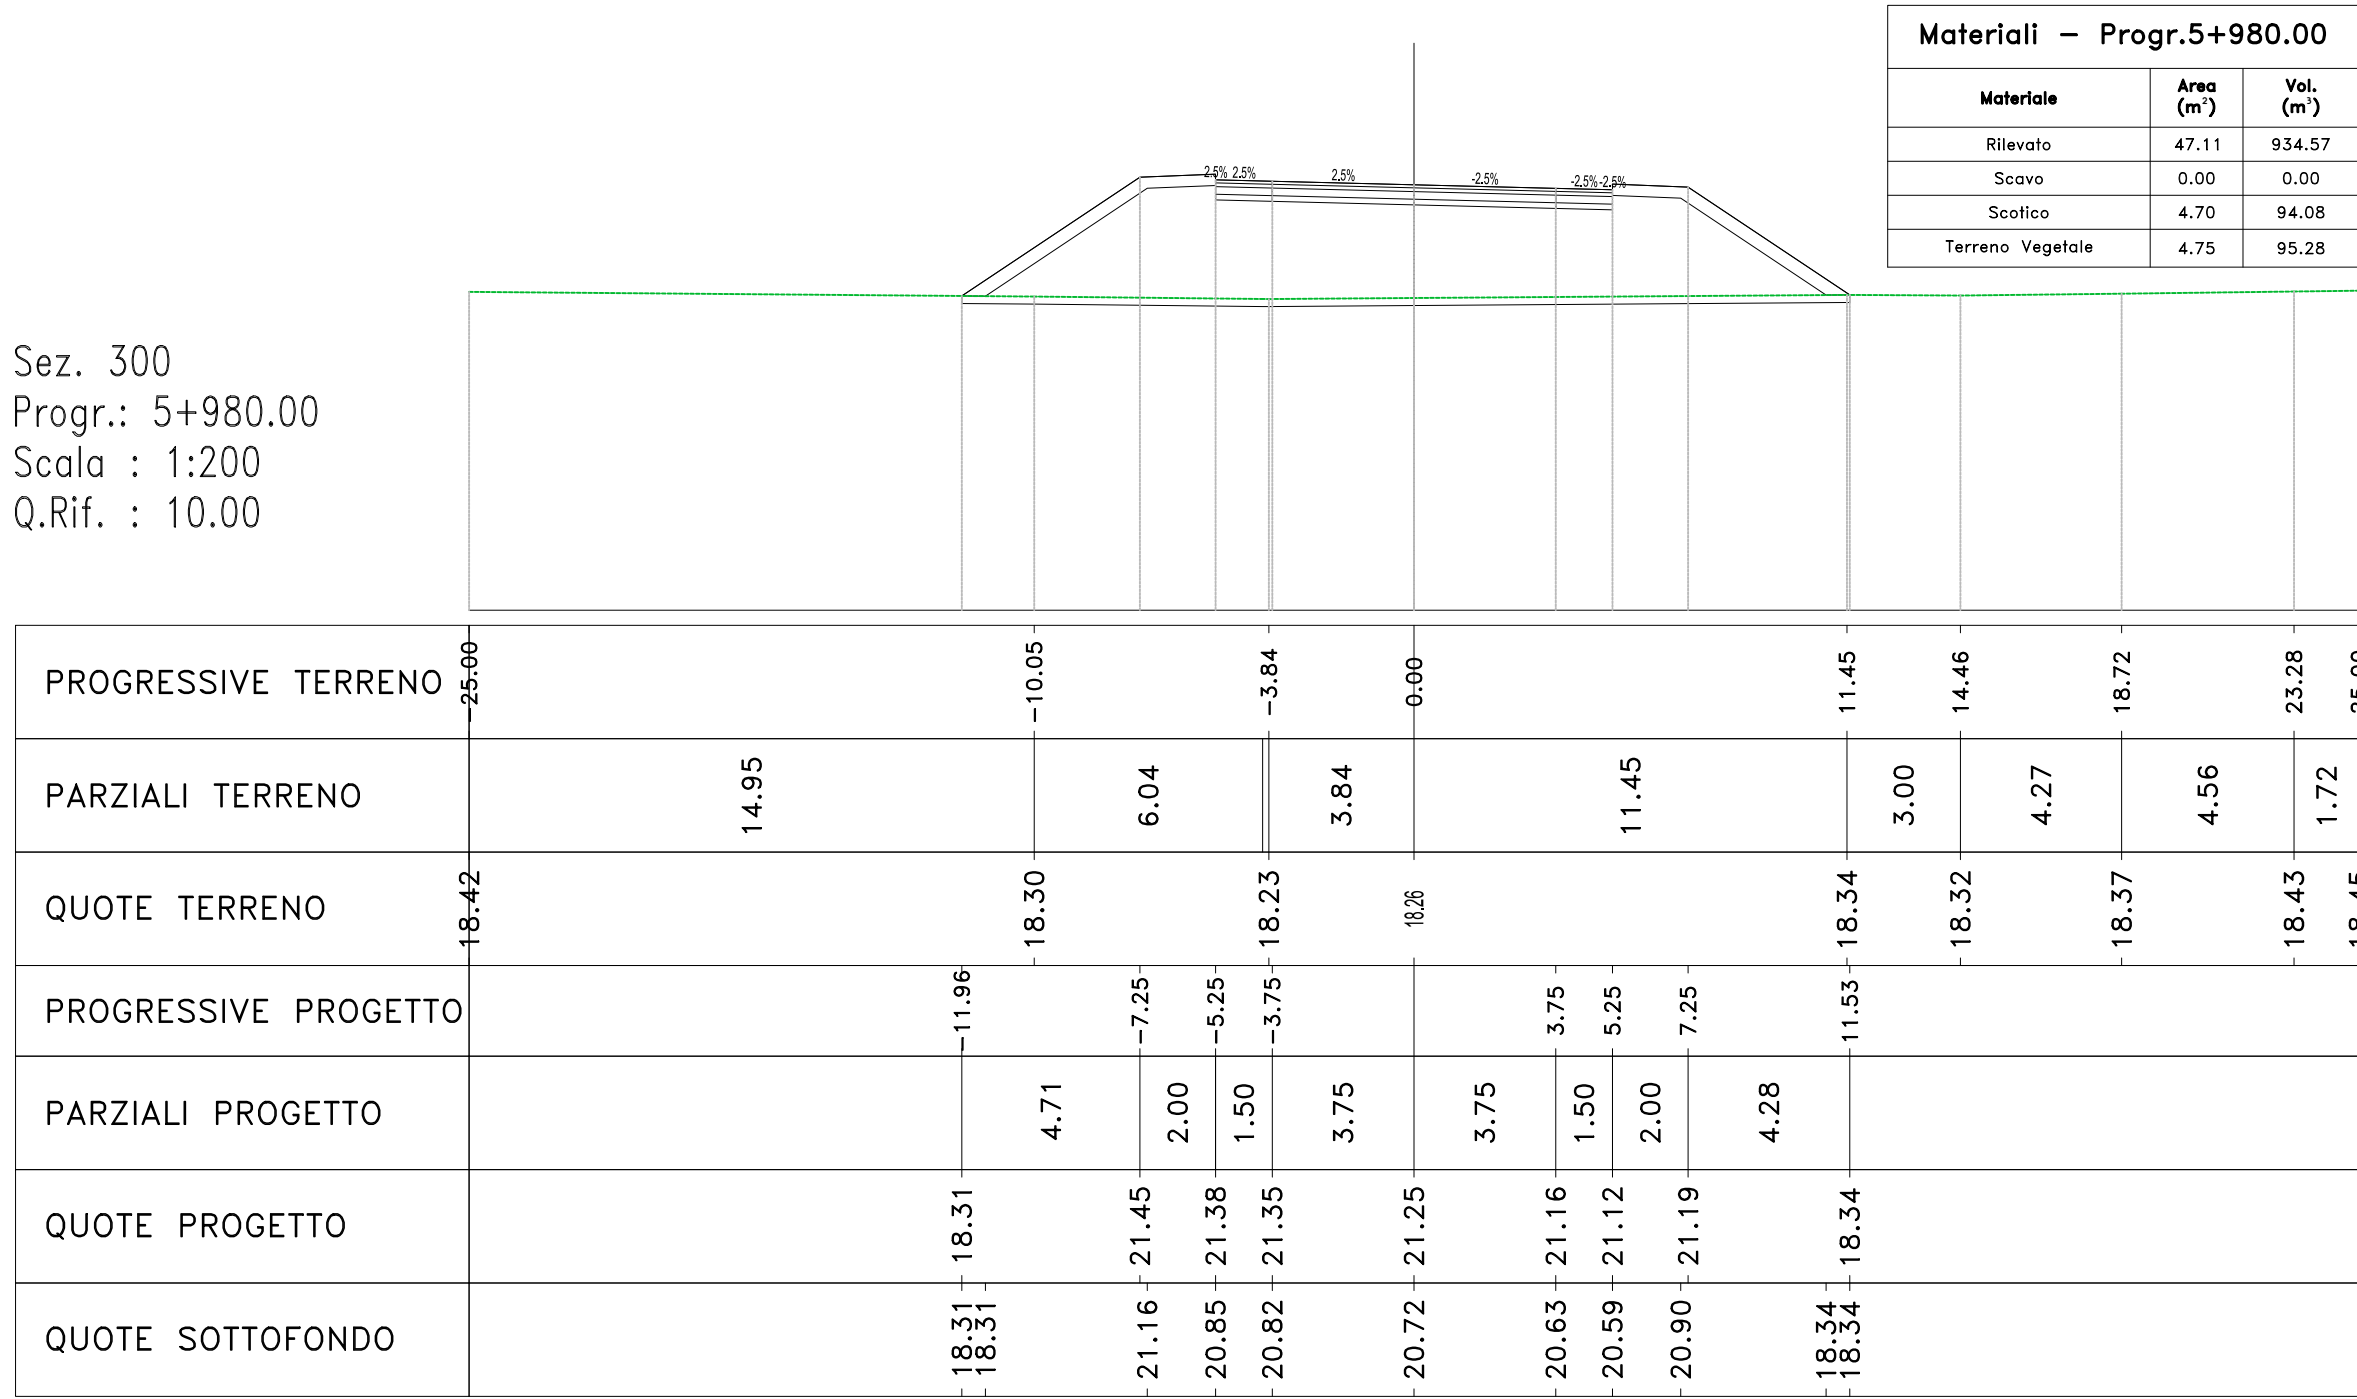 Materiali – Progr.5+980.00
Materiale Area (m²) Vol. (m³)
Rilevato 47.11 934.57
Scavo 0.00 0.00
Scotico 4.70 94.08
Terreno Vegetale 4.75 95.28
2.5% 2.5% 2.5% -2.5% -2.5% -2.5%
Sez. 300
Progr.: 5+980.00
Scala : 1:200
Q.Rif. : 10.00
PROGRESSIVE TERRENO -25.00 -10.05 -3.84 0.00 11.45 14.46 18.72 23.28
PARZIALI TERRENO 14.95 6.04 3.84 11.45 3.00 4.27 4.56 1.72
QUOTE TERRENO 18.42 18.30 18.23 18.26 18.34 18.32 18.37 18.43
PROGRESSIVE PROGETTO -11.96 -7.25 -5.25 -3.75 3.75 5.25 7.25 11.53
PARZIALI PROGETTO 4.71 2.00 1.50 3.75 3.75 1.50 2.00 4.28
QUOTE PROGETTO 18.31 21.45 21.38 21.35 21.25 21.16 21.12 21.19 18.34
QUOTE SOTTOFONDO 18.31 18.31 21.16 20.85 20.82 20.72 20.63 20.59 20.90 18.34 18.34